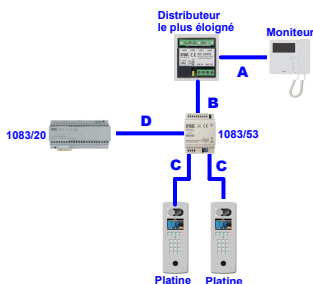 Distributeur
le plus éloigné
Moniteur
A
B
D
1083/20
1083/53
C
C
Platine
Platine